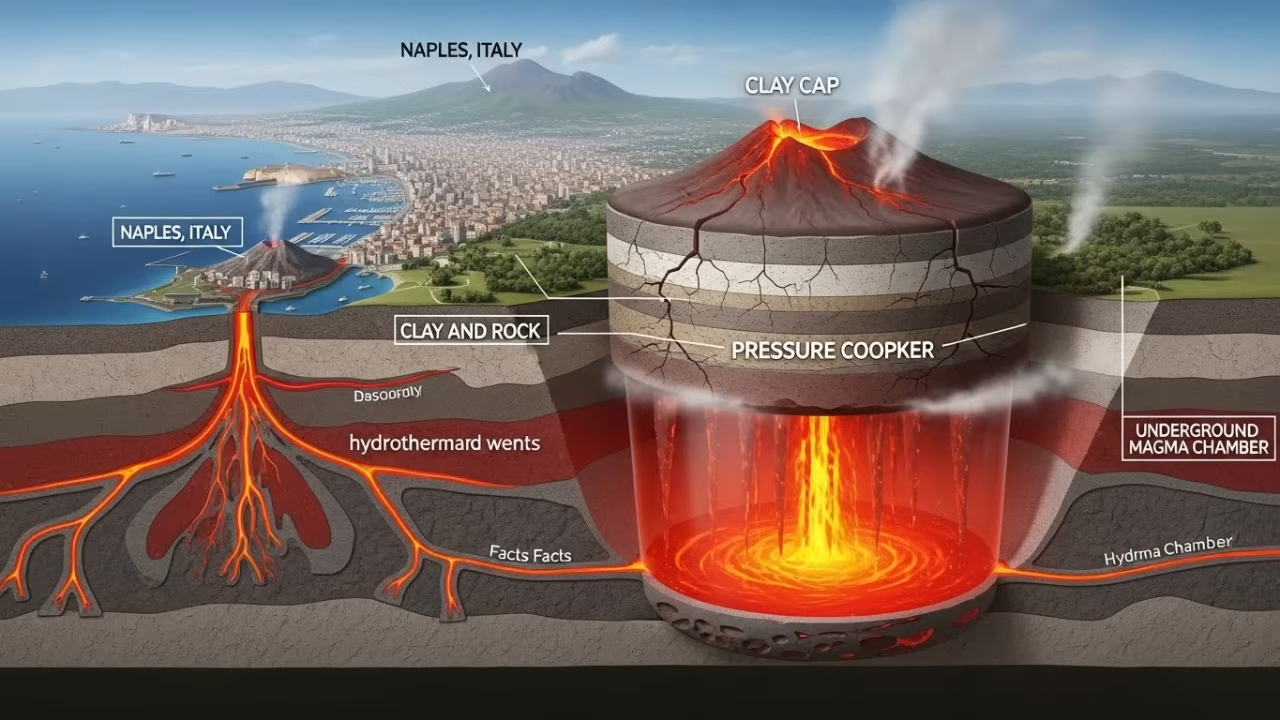 NAPLES, ITALY
CLAY CAP
NAPLES, ITALY
CLAY AND ROCK
PRESSURE COOPKER
Dasoordly
hydrothermard wents
UNDERGROUND
MAGMA CHAMBER
Facts Facts
Hydrma Chamber